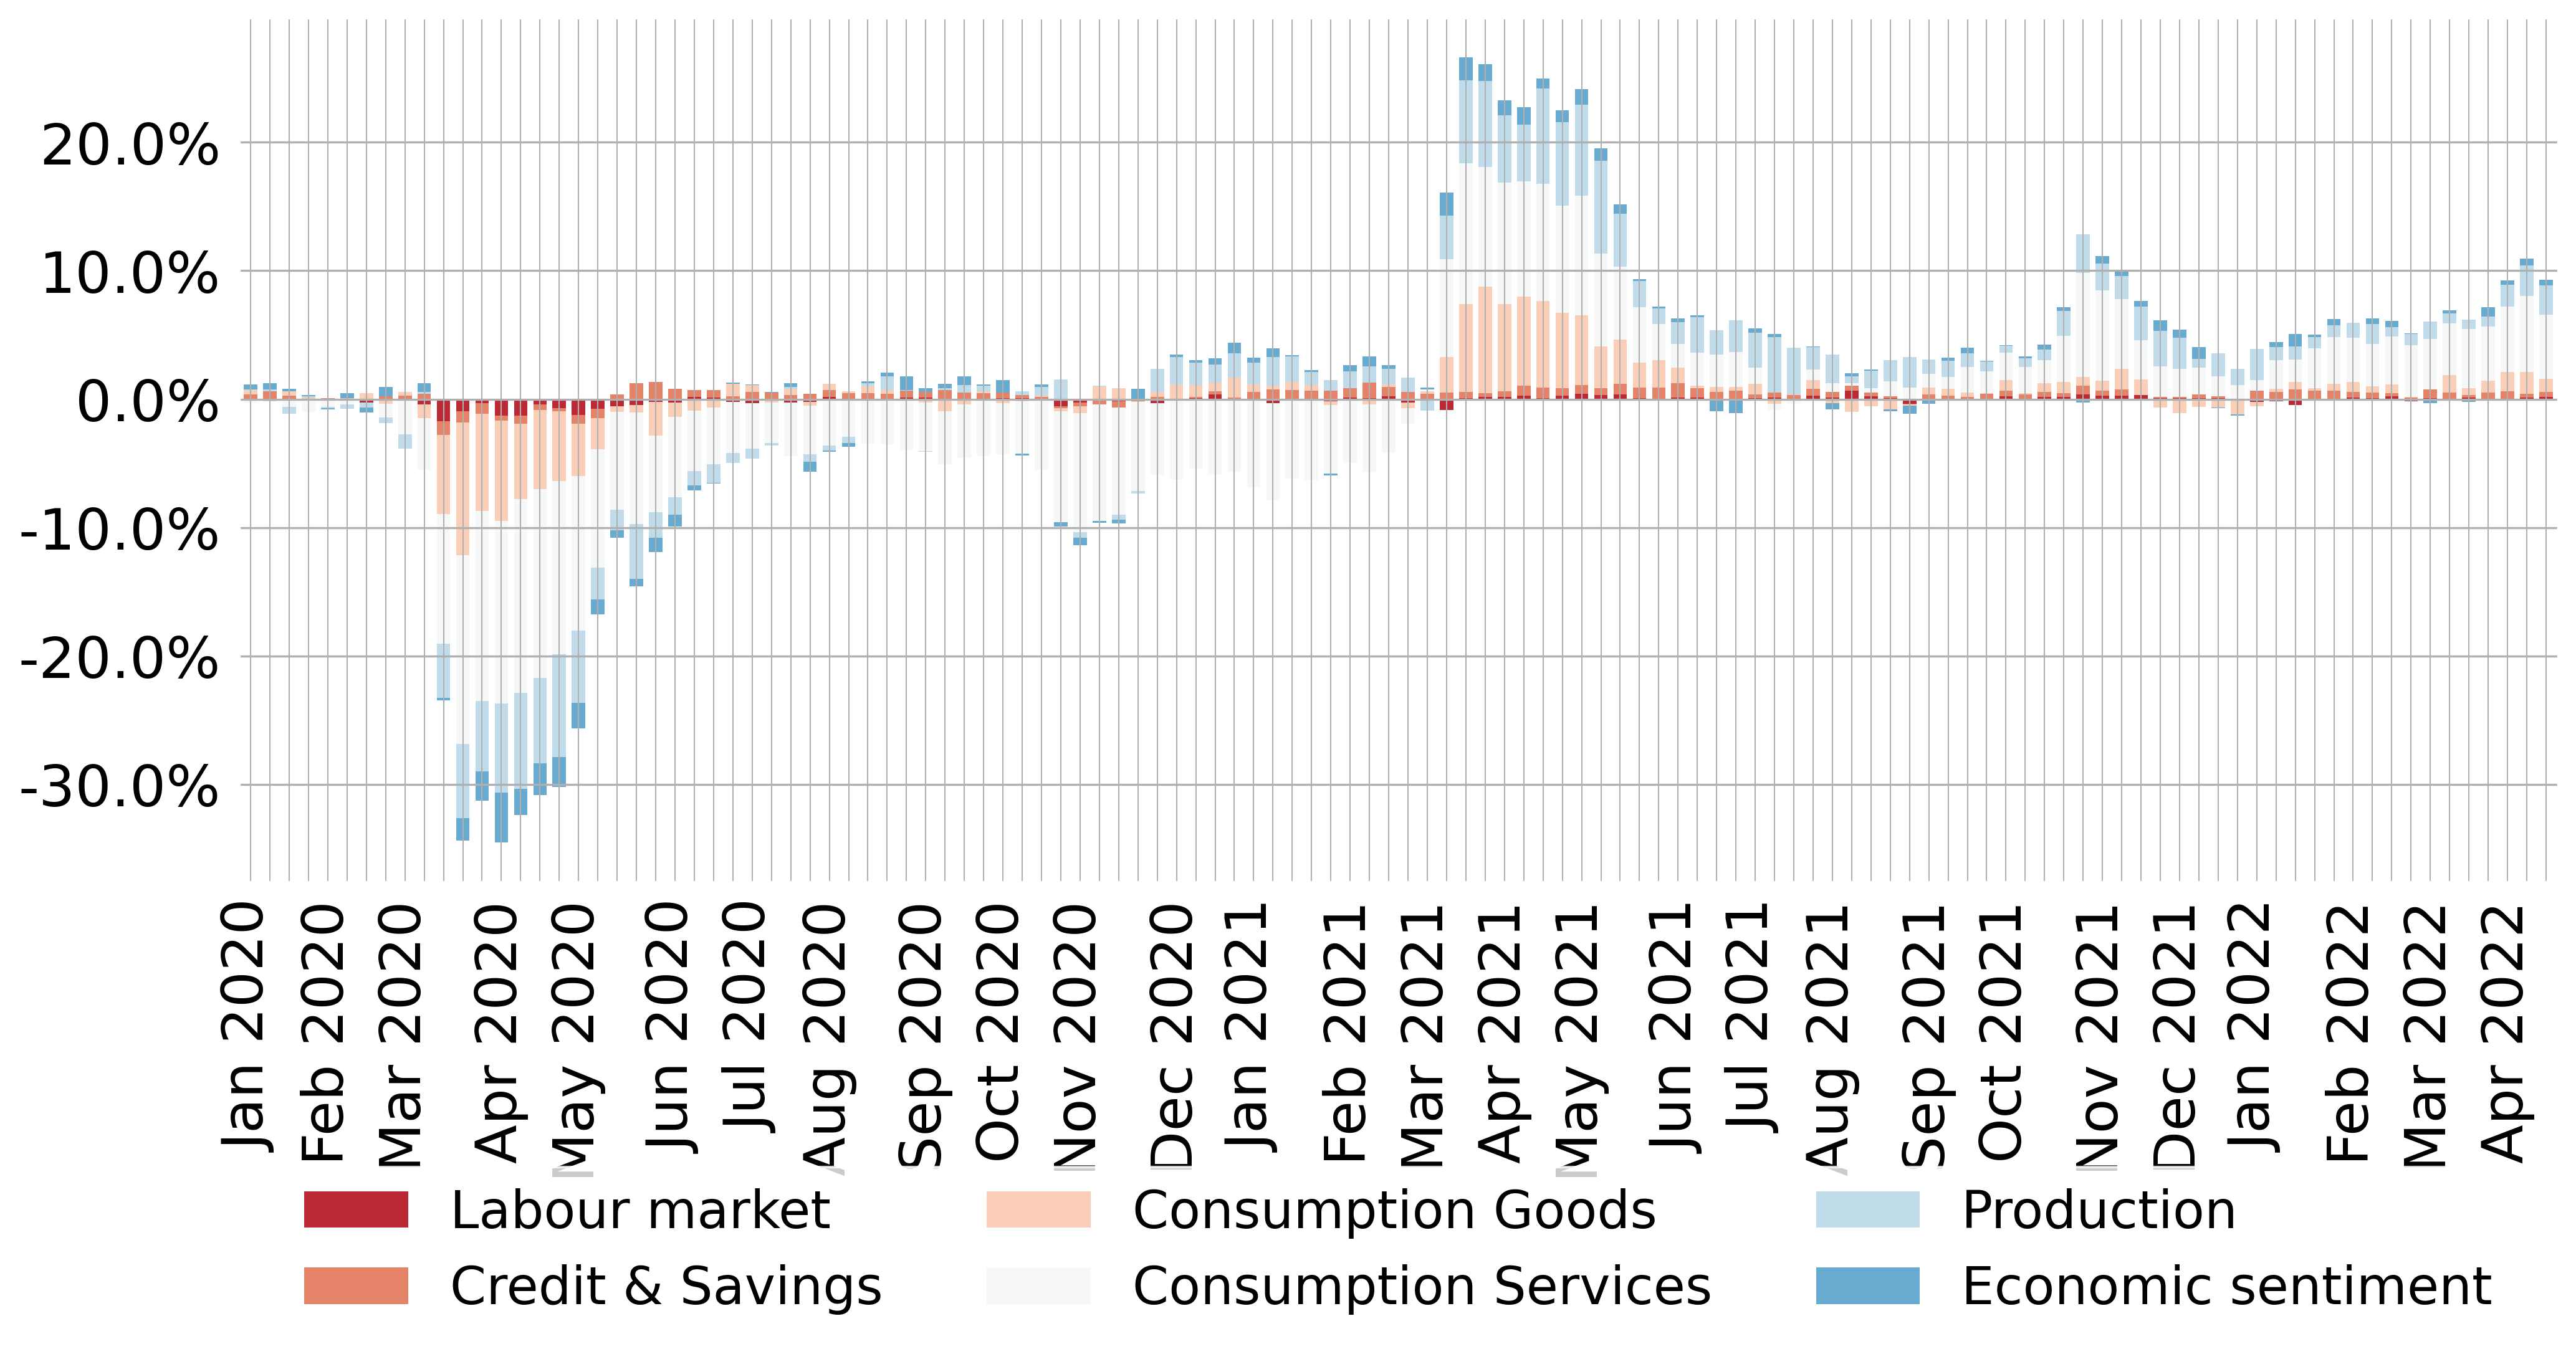 20.0%
10.0%
0.0%
-10.0%
-20.0%
-30.0%
Jan 2020
Feb 2020
Mar 2020
Apr 2020
May 2020
Jun 2020
Jul 2020
Aug 2020
Sep 2020
Oct 2020
Nov 2020
Dec 2020
Jan 2021
Feb 2021
Mar 2021
Apr 2021
May 2021
Jun 2021
Jul 2021
Aug 2021
Sep 2021
Oct 2021
Nov 2021
Dec 2021
Jan 2022
Feb 2022
Mar 2022
Apr 2022
Labour market
Credit & Savings
Consumption Goods
Consumption Services
Production
Economic sentiment